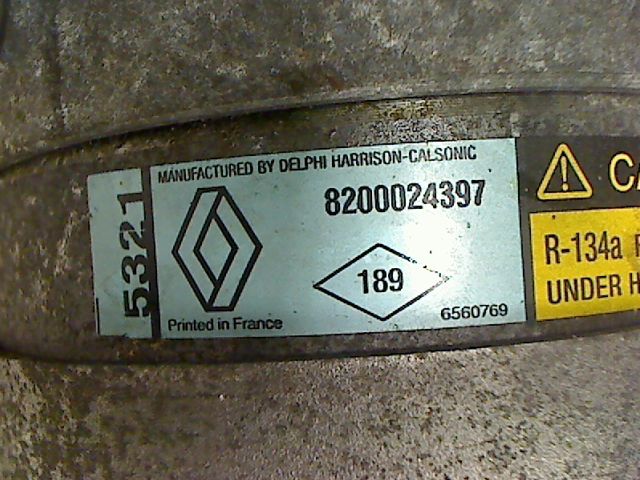 MANUFACTURED BY DELPHI HARRISON-CALSONIC
5321
8200024397
189
Printed in France
6560769
R-134a
UNDER